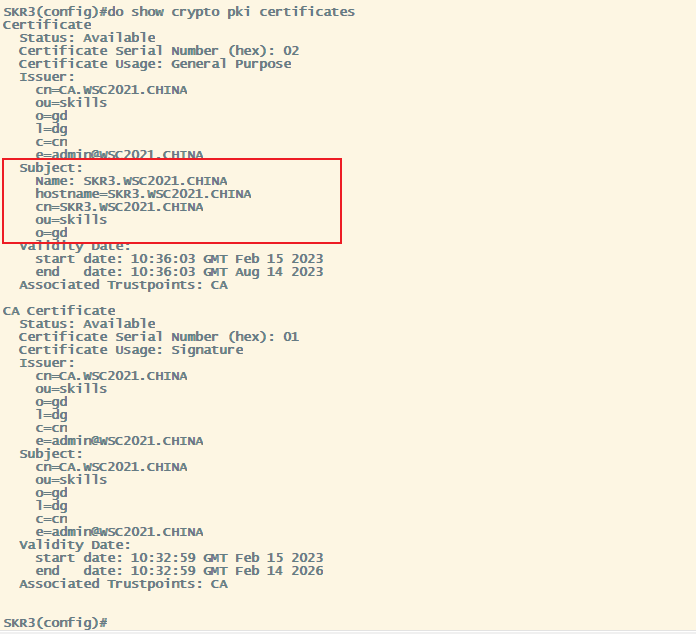 SKR3(config)#do show crypto pki certificates
Certificate
  Status: Available
  Certificate Serial Number (hex): 02
  Certificate Usage: General Purpose
  Issuer:
    cn=CA.WSC2021.CHINA
    ou=skills
    o=gd
    l=dg
    c=cn
    e=admin@WSC2021.CHINA
  Subject:
    Name: SKR3.WSC2021.CHINA
    hostname=SKR3.WSC2021.CHINA
    cn=SKR3.WSC2021.CHINA
    ou=skills
    o=gd
  Validity Date:
    start date: 10:36:03 GMT Feb 15 2023
    end   date: 10:36:03 GMT Aug 14 2023
  Associated Trustpoints: CA

CA Certificate
  Status: Available
  Certificate Serial Number (hex): 01
  Certificate Usage: Signature
  Issuer:
    cn=CA.WSC2021.CHINA
    ou=skills
    o=gd
    l=dg
    c=cn
    e=admin@WSC2021.CHINA
  Subject:
    cn=CA.WSC2021.CHINA
    ou=skills
    o=gd
    l=dg
    c=cn
    e=admin@WSC2021.CHINA
  Validity Date:
    start date: 10:32:59 GMT Feb 15 2023
    end   date: 10:32:59 GMT Feb 14 2026
  Associated Trustpoints: CA

SKR3(config)#